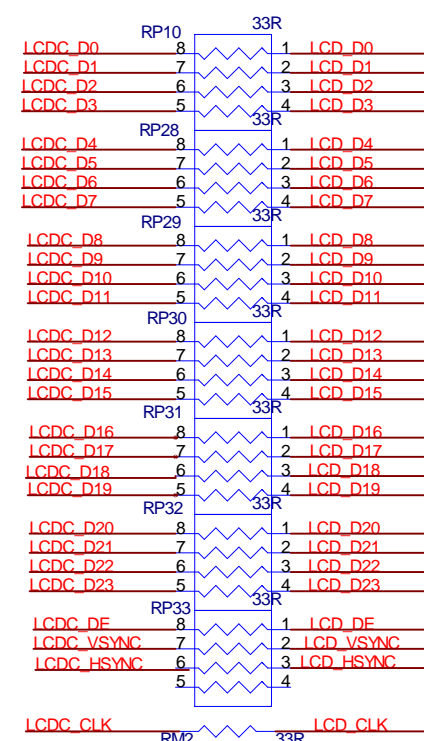 RP10 33R
LCDC_D0 8 1 LCD_D0
LCDC_D1 7 2 LCD_D1
LCDC_D2 6 3 LCD_D2
LCDC_D3 5 4 LCD_D3
RP28 33R
LCDC_D4 8 1 LCD_D4
LCDC_D5 7 2 LCD_D5
LCDC_D6 6 3 LCD_D6
LCDC_D7 5 4 LCD_D7
RP29 33R
LCDC_D8 8 1 LCD_D8
LCDC_D9 7 2 LCD_D9
LCDC_D10 6 3 LCD_D10
LCDC_D11 5 4 LCD_D11
RP30 33R
LCDC_D12 8 1 LCD_D12
LCDC_D13 7 2 LCD_D13
LCDC_D14 6 3 LCD_D14
LCDC_D15 5 4 LCD_D15
RP31 33R
LCDC_D16 8 1 LCD_D16
LCDC_D17 7 2 LCD_D17
LCDC_D18 6 3 LCD_D18
LCDC_D19 5 4 LCD_D19
RP32 33R
LCDC_D20 8 1 LCD_D20
LCDC_D21 7 2 LCD_D21
LCDC_D22 6 3 LCD_D22
LCDC_D23 5 4 LCD_D23
RP33 33R
LCDC_DE 8 1 LCD_DE
LCDC_VSYNC 7 2 LCD_VSYNC
LCDC_HSYNC 6 3 LCD_HSYNC
5 4
LCDC_CLK LCD_CLK
RM2 33R